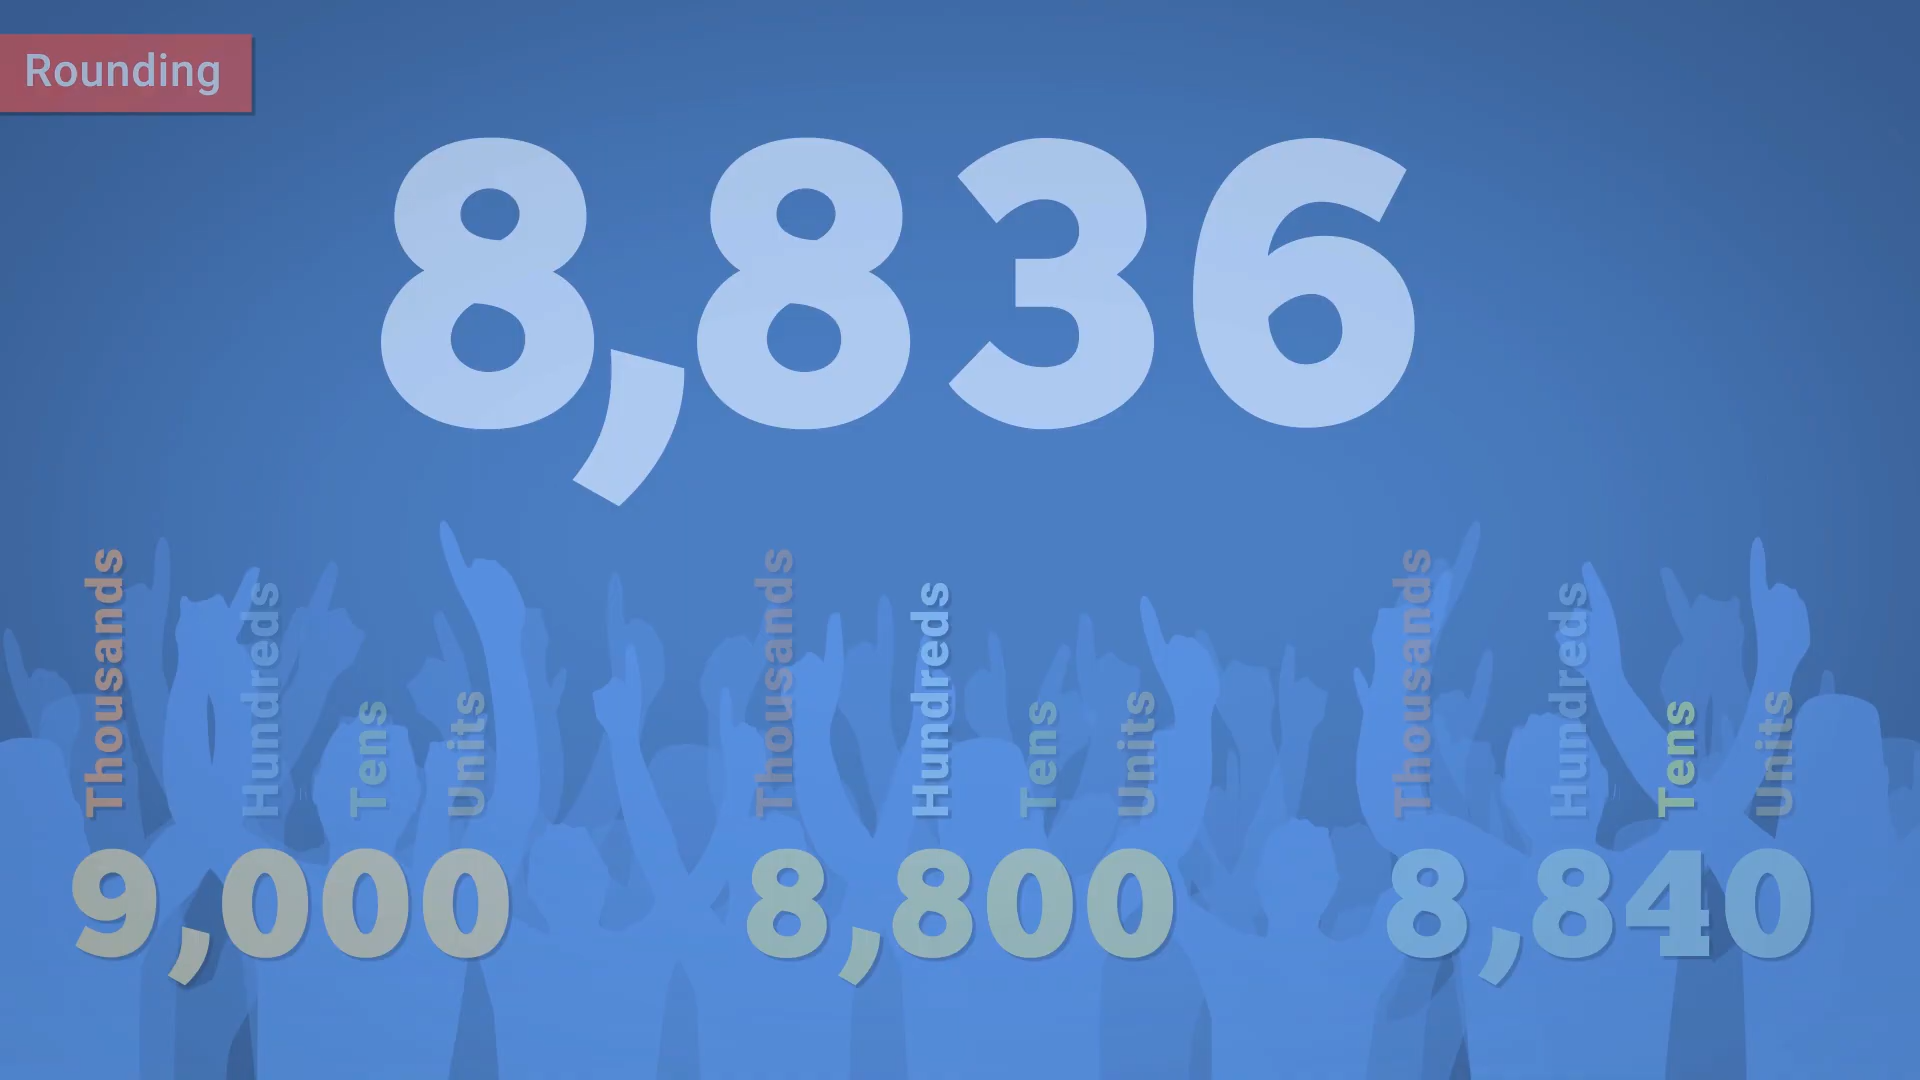 Rounding
8,836
Thousands Hundreds Tens Units
Thousands Hundreds Tens Units
Thousands Hundreds Tens Units
9,000
8,800
8,840